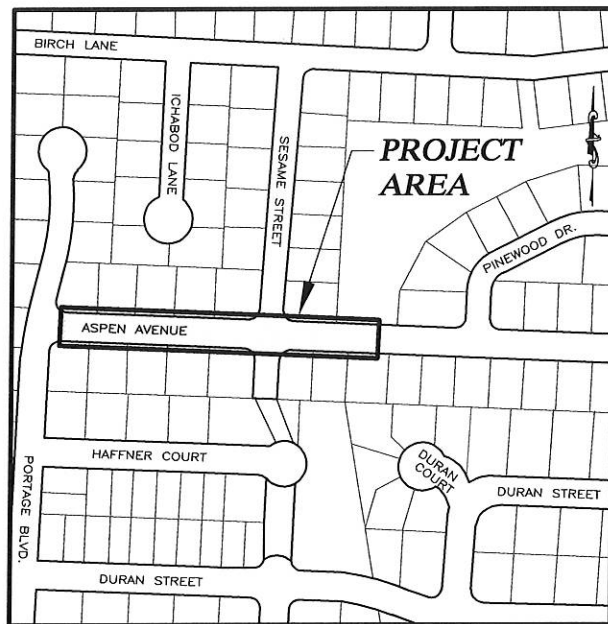 BIRCH LANE
ICHABOD LANE
SESAME STREET
PROJECT
AREA
PINEWOOD DR.
ASPEN AVENUE
PORTAGE BLVD.
HAFFNER COURT
DURAN
COURT
DURAN STREET
DURAN STREET